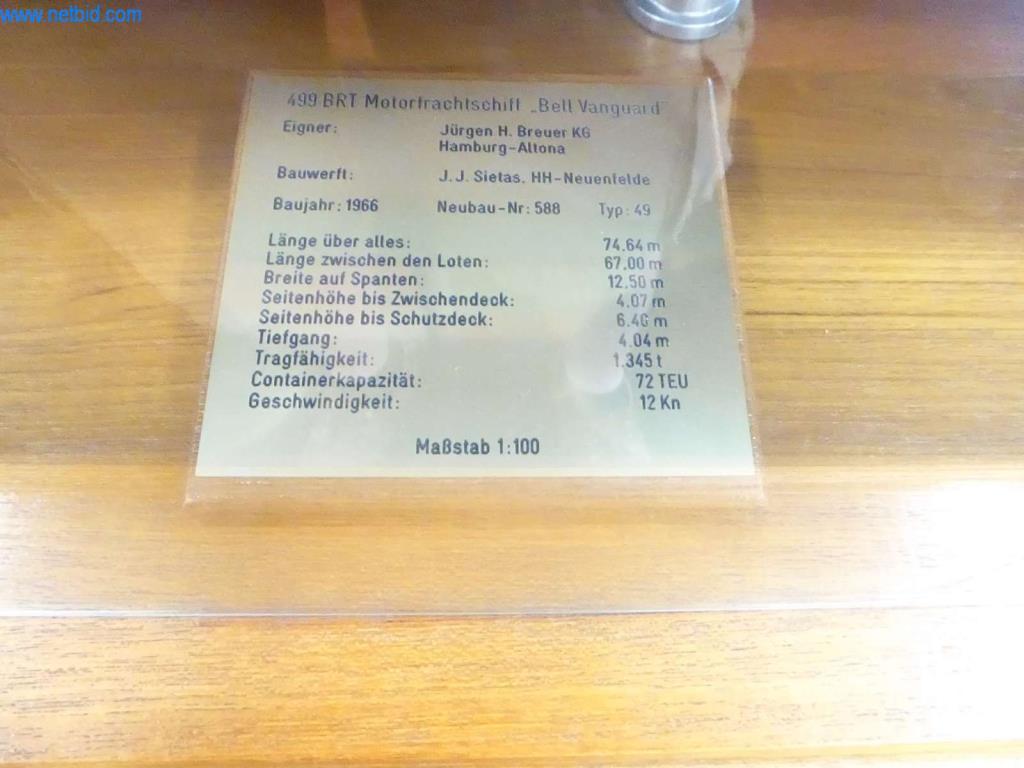 www.netbid.com
499 BRT Motorfrachtschiff „Bell Vanguard"
Eigner: Jürgen H. Breuer KG
Hamburg-Altona
Bauwerft: J. J. Sietas, HH-Neuenfelde
Baujahr: 1966 Neubau-Nr: 588 Typ: 49
Länge über alles: 74.64 m
Länge zwischen den Loten: 67.00 m
Breite auf Spanten: 12.50 m
Seitenhöhe bis Zwischendeck: 4.07 m
Seitenhöhe bis Schutzdeck: 6.40 m
Tiefgang: 4.04 m
Tragfähigkeit: 1.345 t
Containerkapazität: 72 TEU
Geschwindigkeit: 12 Kn
Maßstab 1:100